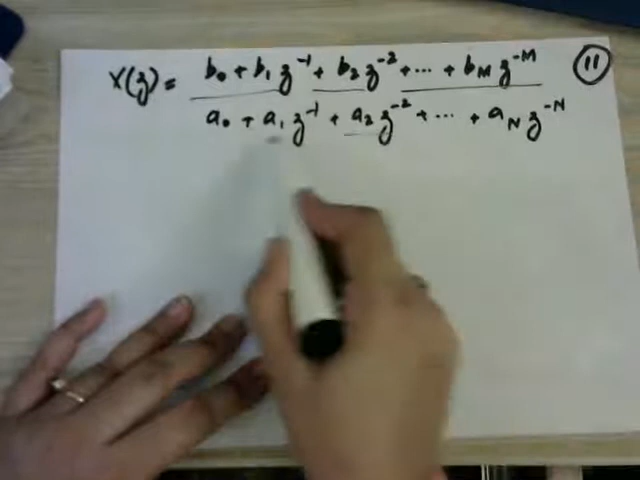 X(z) = b₀ + b₁z⁻¹ + b₂z⁻² + ... + b_M z^-M
a₀ + a₁z⁻¹ + a₂z⁻² + ... + a_N z^-N
11